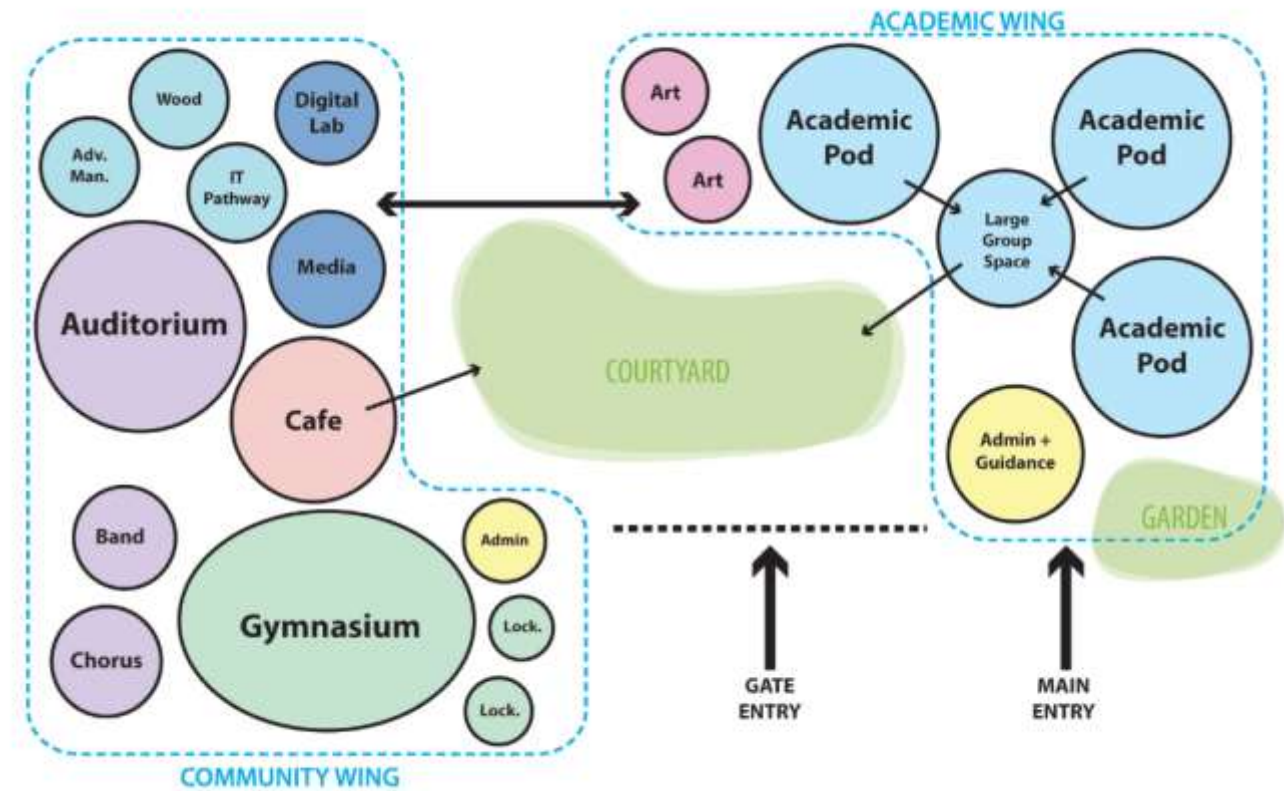 ACADEMIC WING
Wood
Digital
Lab
Adv.
Man.
IT
Pathway
Media
Auditorium
Cafe
Band
Chorus
Gymnasium
Admin
Lock.
Lock.
COMMUNITY WING
COURTYARD
Art
Art
Academic
Pod
Academic
Pod
Large
Group
Space
Academic
Pod
Admin +
Guidance
GARDEN
GATE
ENTRY
MAIN
ENTRY